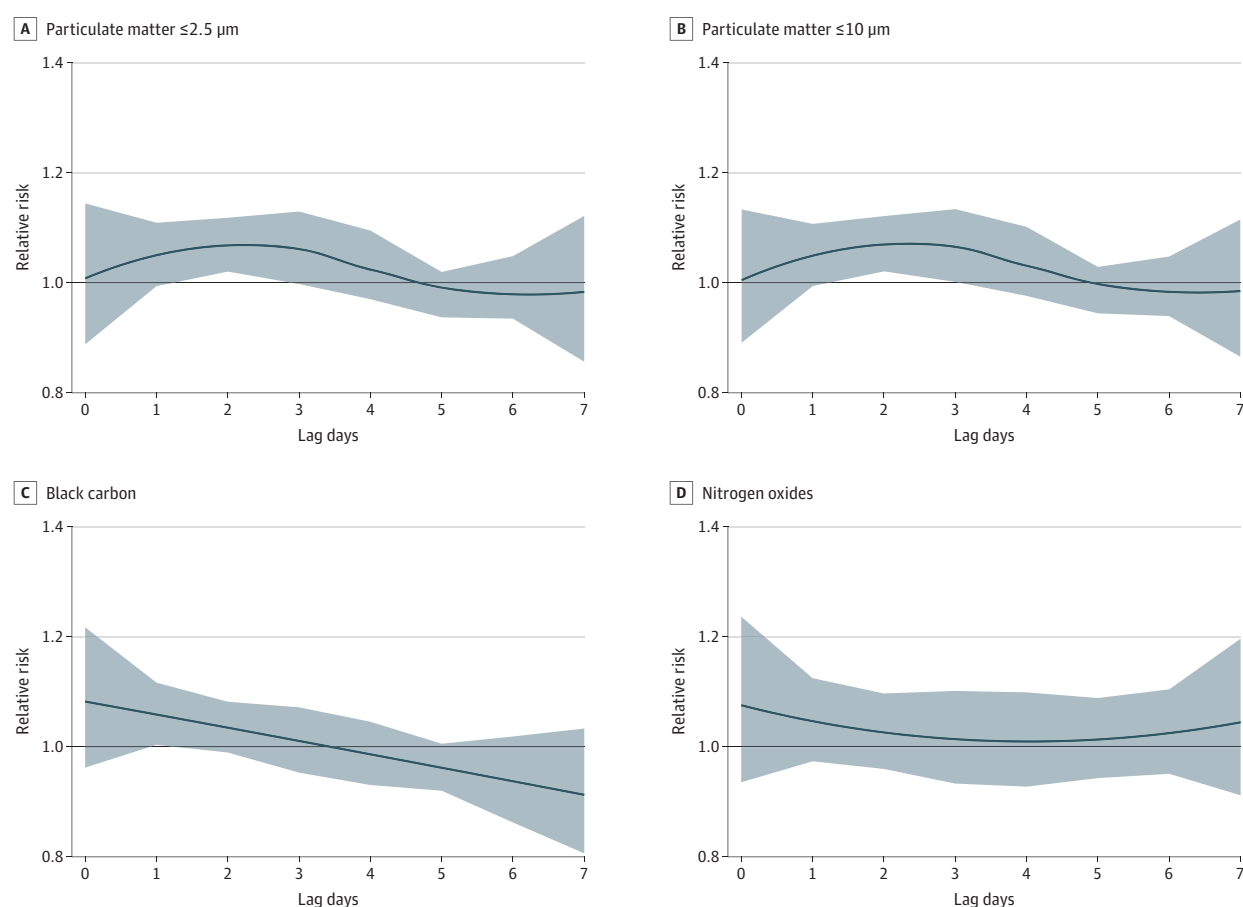 A Particulate matter ≤2.5 μm
1.4
1.2
1.0
0.8
Relative risk
0 1 2 3 4 5 6 7
Lag days
B Particulate matter ≤10 μm
1.4
1.2
1.0
0.8
Relative risk
0 1 2 3 4 5 6 7
Lag days
C Black carbon
1.4
1.2
1.0
0.8
Relative risk
0 1 2 3 4 5 6 7
Lag days
D Nitrogen oxides
1.4
1.2
1.0
0.8
Relative risk
0 1 2 3 4 5 6 7
Lag days